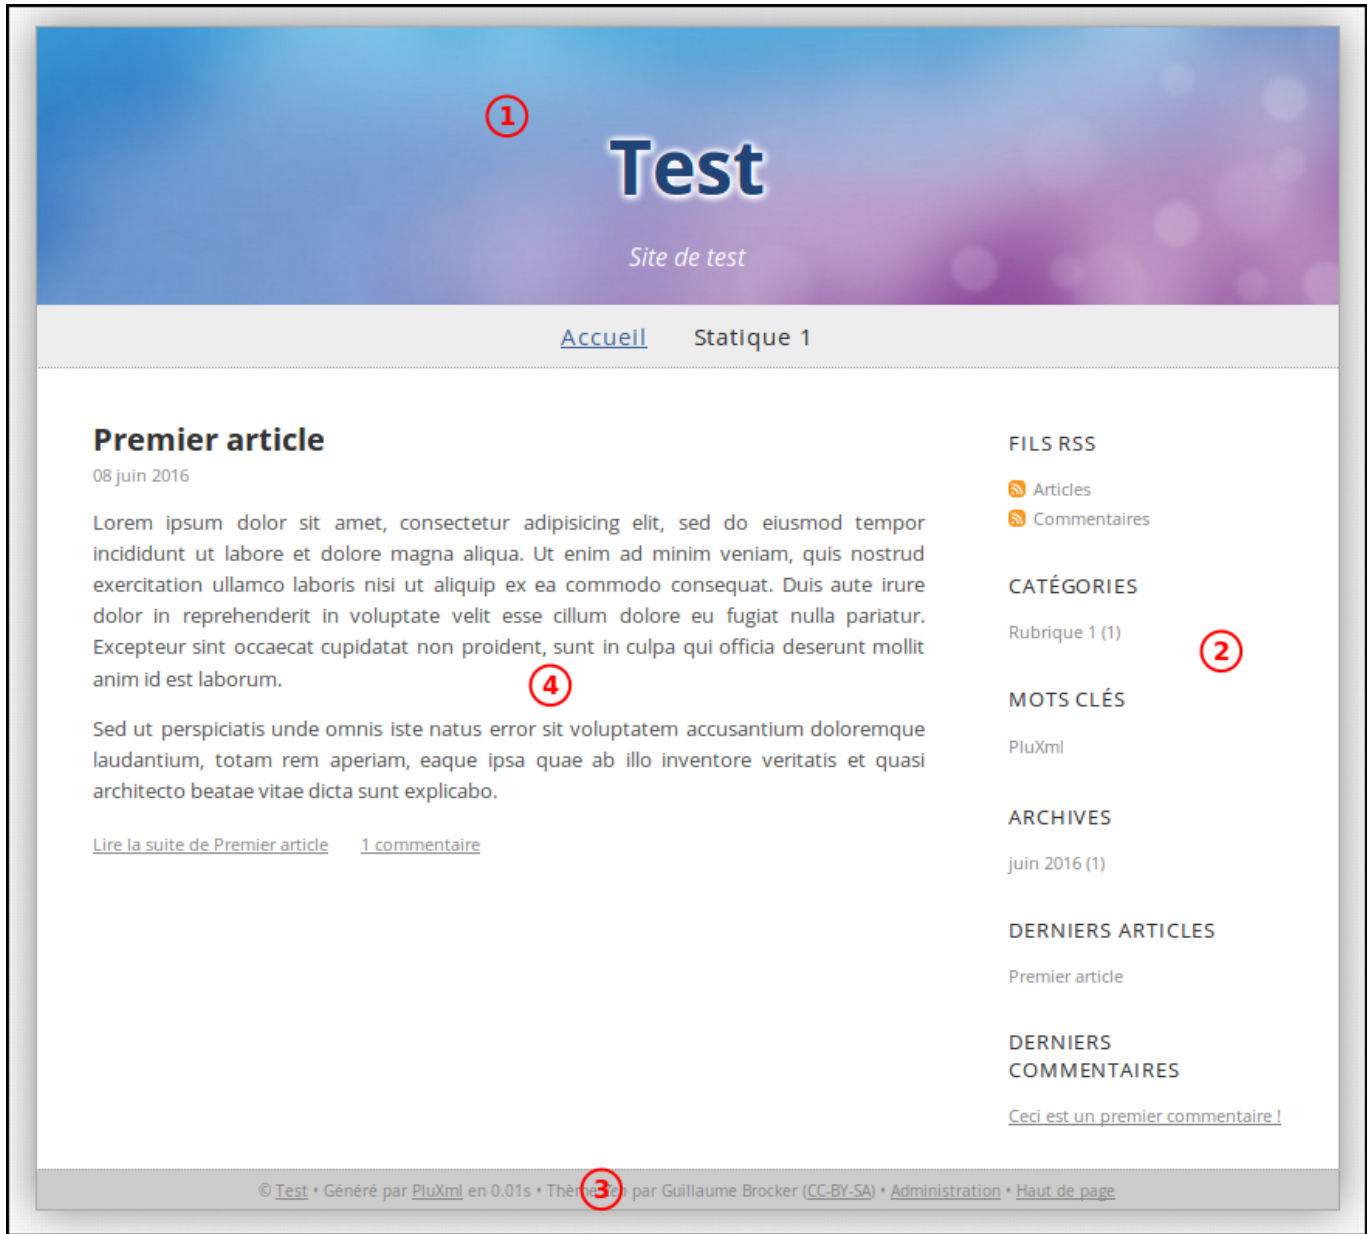 1
Test
Site de test
Accueil Statique 1
Premier article
08 juin 2016
Lorem ipsum dolor sit amet, consectetur adipisicing elit, sed do eiusmod tempor
incididunt ut labore et dolore magna aliqua. Ut enim ad minim veniam, quis nostrud
exercitation ullamco laboris nisi ut aliquip ex ea commodo consequat. Duis aute irure
dolor in reprehenderit in voluptate velit esse cillum dolore eu fugiat nulla pariatur.
Excepteur sint occaecat cupidatat non proident, sunt in culpa qui officia deserunt mollit
anim id est laborum.
4
Sed ut perspiciatis unde omnis iste natus error sit voluptatem accusantium doloremque
laudantium, totam rem aperiam, eaque ipsa quae ab illo inventore veritatis et quasi
architecto beatae vitae dicta sunt explicabo.
Lire la suite de Premier article 1 commentaire
FILS RSS
Articles
Commentaires
CATÉGORIES
Rubrique 1 (1)
2
MOTS CLÉS
PluXml
ARCHIVES
juin 2016 (1)
DERNIERS ARTICLES
Premier article
DERNIERS
COMMENTAIRES
Ceci est un premier commentaire !
© Test • Généré par PluXml en 0.01s • Thème par Guillaume Brocker (CC-BY-SA) • Administration • Haut de page
3